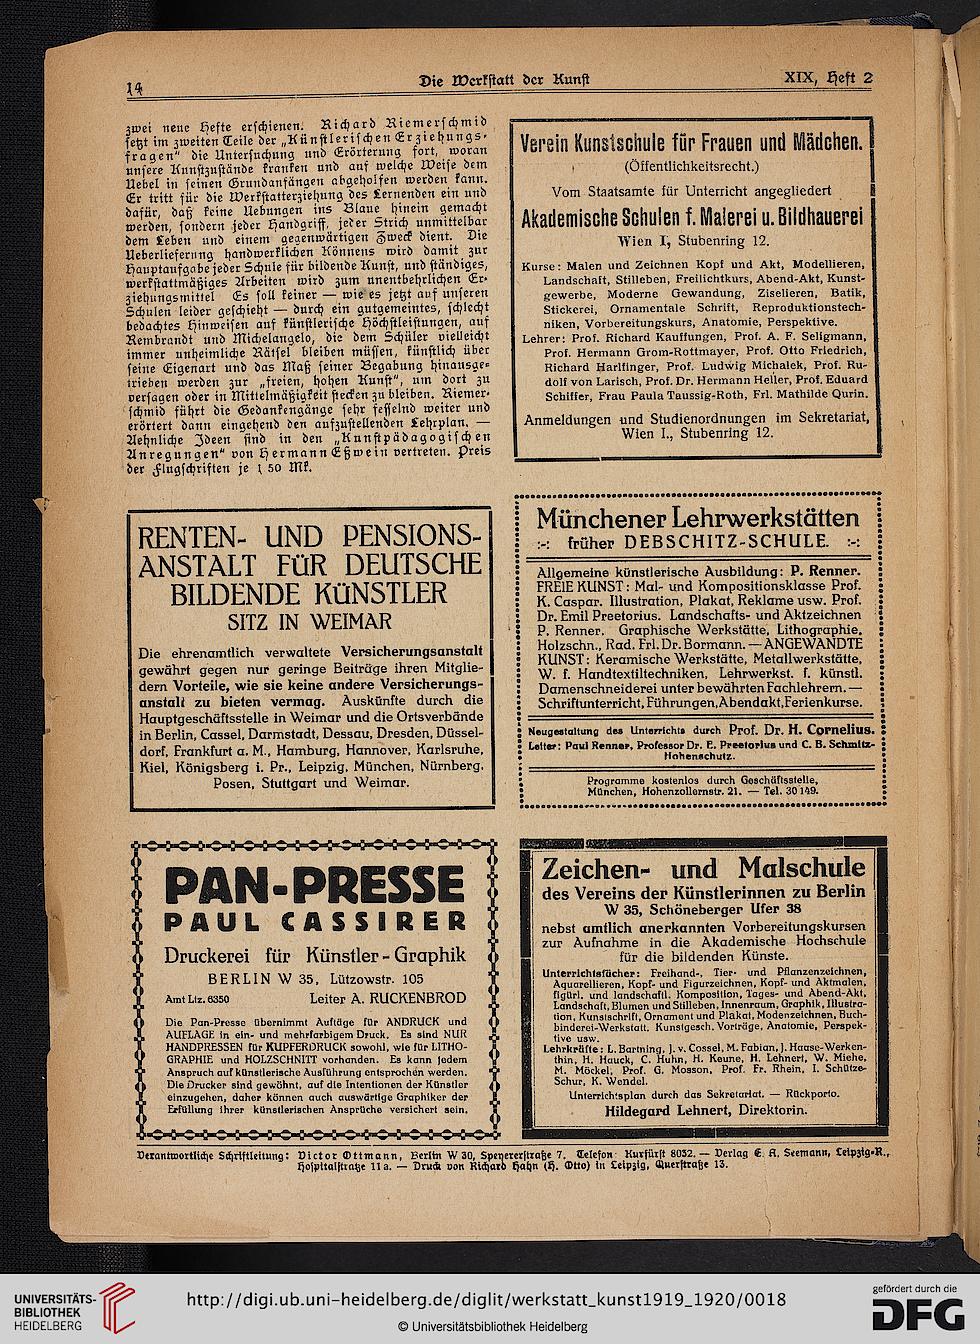 14
Die Werkstatt der Kunst
XIX, Heft 2
zwei neue Hefte erschienen. Richard Riemerschmid
setzt im zweiten Teile der „Künstlerischen Erziehungs-
fragen“ die Untersuchung und Erörterung fort, woran
unsere Kunstzustände kranken und auf welche Weise dem
Uebel in seinen Grundanfängen abgeholfen werden kann.
Er tritt für die Werkstatterziehung des Lernenden ein und
dafür, daß keine Uebungen ins Blaue hinein gemacht
werden, sondern jeder Handgriff, jeder Strich unmittelbar
dem Leben und einem gegenwärtigen Zweck dient. Die
Ueberlieferung handwerklichen Könnens wird damit zur
Hauptaufgabe jeder Schule für bildende Kunst, und ständiges,
werkstattmäßiges Arbeiten wird zum unentbehrlichen Er-
ziehungsmittel Es soll keiner — wie es jetzt auf unseren
Schulen leider geschieht — durch ein gutgemeintes, schlecht
bedachtes Hinweisen auf künstlerische Höchstleistungen, auf
Rembrandt und Michelangelo, die dem Schüler vielleicht
immer unheimliche Rätsel bleiben müssen, künstlich über
seine Eigenart und das Maß seiner Begabung hinausge-
trieben werden zur „freien, hohen Kunst“, um dort zu
versagen oder in Mittelmäßigkeit stecken zu bleiben. Riemer-
schmid führt die Gedankengänge sehr fesselnd weiter und
erörtert dann eingehend den aufzustellenden Lehrplan. —
Aehnliche Ideen sind in den „Kunstpädagogischen
Anregungen“ von Hermann Eßwein vertreten. Preis
der Flugschriften je 1 50 Mk.
Verein Kunstschule für Frauen und Mädchen.
(Öffentlichkeitsrecht.)
Vom Staatsamte für Unterricht angegliedert
Akademische Schulen f. Malerei u. Bildhauerei
Wien I, Stubenring 12.
Kurse: Malen und Zeichnen Kopf und Akt, Modellieren,
Landschaft, Stilleben, Freilichtkurs, Abend-Akt, Kunst-
gewerbe, Moderne Gewandung, Ziselieren, Batik,
Stickerei, Ornamentale Schrift, Reproduktionstech-
niken, Vorbereitungskurs, Anatomie, Perspektive.
Lehrer: Prof. Richard Kauffungen, Prof. A. F. Seligmann,
Prof. Hermann Grom-Rottmayer, Prof. Otto Friedrich,
Richard Harlfinger, Prof. Ludwig Michalek, Prof. Ru-
dolf von Larisch, Prof. Dr. Hermann Heller, Prof. Eduard
Schiffer, Frau Paula Taussig-Roth, Frl. Mathilde Qurin.
Anmeldungen und Studienordnungen im Sekretariat,
Wien I., Stubenring 12.
RENTEN- UND PENSIONS-
ANSTALT FÜR DEUTSCHE
BILDENDE KÜNSTLER
SITZ IN WEIMAR
Die ehrenamtlich verwaltete Versicherungsanstalt
gewährt gegen nur geringe Beiträge ihren Mitglie-
dern Vorteile, wie sie keine andere Versicherungs-
anstalt zu bieten vermag. Auskünfte durch die
Hauptgeschäftsstelle in Weimar und die Ortsverbände
in Berlin, Cassel, Darmstadt, Dessau, Dresden, Düssel-
dorf, Frankfurt a. M., Hamburg, Hannover, Karlsruhe,
Kiel, Königsberg i. Pr., Leipzig, München, Nürnberg,
Posen, Stuttgart und Weimar.
Münchener Lehrwerkstätten
:-: früher DEBSCHITZ-SCHULE. :-:
Allgemeine künstlerische Ausbildung: P. Renner.
FREIE KUNST: Mal- und Kompositionsklasse Prof.
K. Caspar. Illustration, Plakat, Reklame usw. Prof.
Dr. Emil Preetorius. Landschafts- und Aktzeichnen
P. Renner. Graphische Werkstätte, Lithographie,
Holzschn., Rad. Frl. Dr. Bormann. — ANGEWANDTE
KUNST: Keramische Werkstätte, Metallwerkstätte,
W. f. Handtextiltechniken, Lehrwerkst. f. künstl.
Damenschneiderei unter bewährten Fachlehrern. —
Schriftunterricht, Führungen, Abendakt, Ferienkurse.
Neugestaltung des Unterrichts durch Prof. Dr. H. Cornelius.
Leiter: Paul Renner, Professor Dr. E. Preetorius und C. B. Schmitz-
Hohenschutz.
Programme kostenlos durch Geschäftsstelle,
München, Hohenzollernstr. 21. — Tel. 30149.
PAN-PRESSE
PAUL CASSIRER
Druckerei für Künstler-Graphik
BERLIN W 35, Lützowstr. 105
Amt Ltz. 6350 Leiter A. RUCKENBROD
Die Pan-Presse übernimmt Aufträge für ANDRUCK und
AUFLAGE in ein- und mehrfarbigem Druck. Es sind NUR
HANDPRESSEN für KUPFERDRUCK sowohl, wie für LITHO-
GRAPHIE und HOLZSCHNITT vorhanden. Es kann jedem
Anspruch auf künstlerische Ausführung entsprochen werden.
Die Drucker sind gewöhnt, auf die Intentionen der Künstler
einzugehen, daher können auch auswärtige Graphiker der
Erfüllung ihrer künstlerischen Ansprüche versichert sein.
Zeichen- und Malschule
des Vereins der Künstlerinnen zu Berlin
W 35, Schöneberger Ufer 38
nebst amtlich anerkannten Vorbereitungskursen
zur Aufnahme in die Akademische Hochschule
für die bildenden Künste.
Unterrichtsfächer: Freihand-, Tier- und Pflanzenzeichnen,
Aquarellieren, Kopf- und Figurzeichnen, Kopf- und Aktmalen,
figürl. und landschaftl. Komposition, Tages- und Abend-Akt,
Landschaft, Blumen und Stilleben, Innenraum, Graphik, Illustra-
tion, Kunstschrift, Ornament und Plakat, Modenzeichnen, Buch-
binderei-Werkstatt. Kunstgesch. Vorträge, Anatomie, Perspek-
tive usw.
Lehrkräfte: L. Bartning, J. v. Cossel, M. Fabian, J. Haase-Werken-
thin, H. Hauck, C. Huhn, H. Keune, H. Lehnert, W. Miehe,
M. Möckel, Prof. G. Mosson, Prof. Fr. Rhein, I. Schütze-
Schur, K. Wendel.
Unterrichtsplan durch das Sekretariat. — Rückporto.
Hildegard Lehnert, Direktorin.
Verantwortliche Schriftleitung: Victor Ottmann, Berlin W 30, Speyererstraße 7. Telefon: Kurfürst 8032. — Verlag E. A. Seemann, Leipzig-R.,
Hospitalstraße 11a. — Druck von Richard Hahn (H. Otto) in Leipzig, Querstraße 13.
UNIVERSITÄTS-
BIBLIOTHEK
HEIDELBERG
http://digi.ub.uni-heidelberg.de/diglit/werkstatt_kunst1919_1920/0018
© Universitätsbibliothek Heidelberg
gefördert durch die
DFG